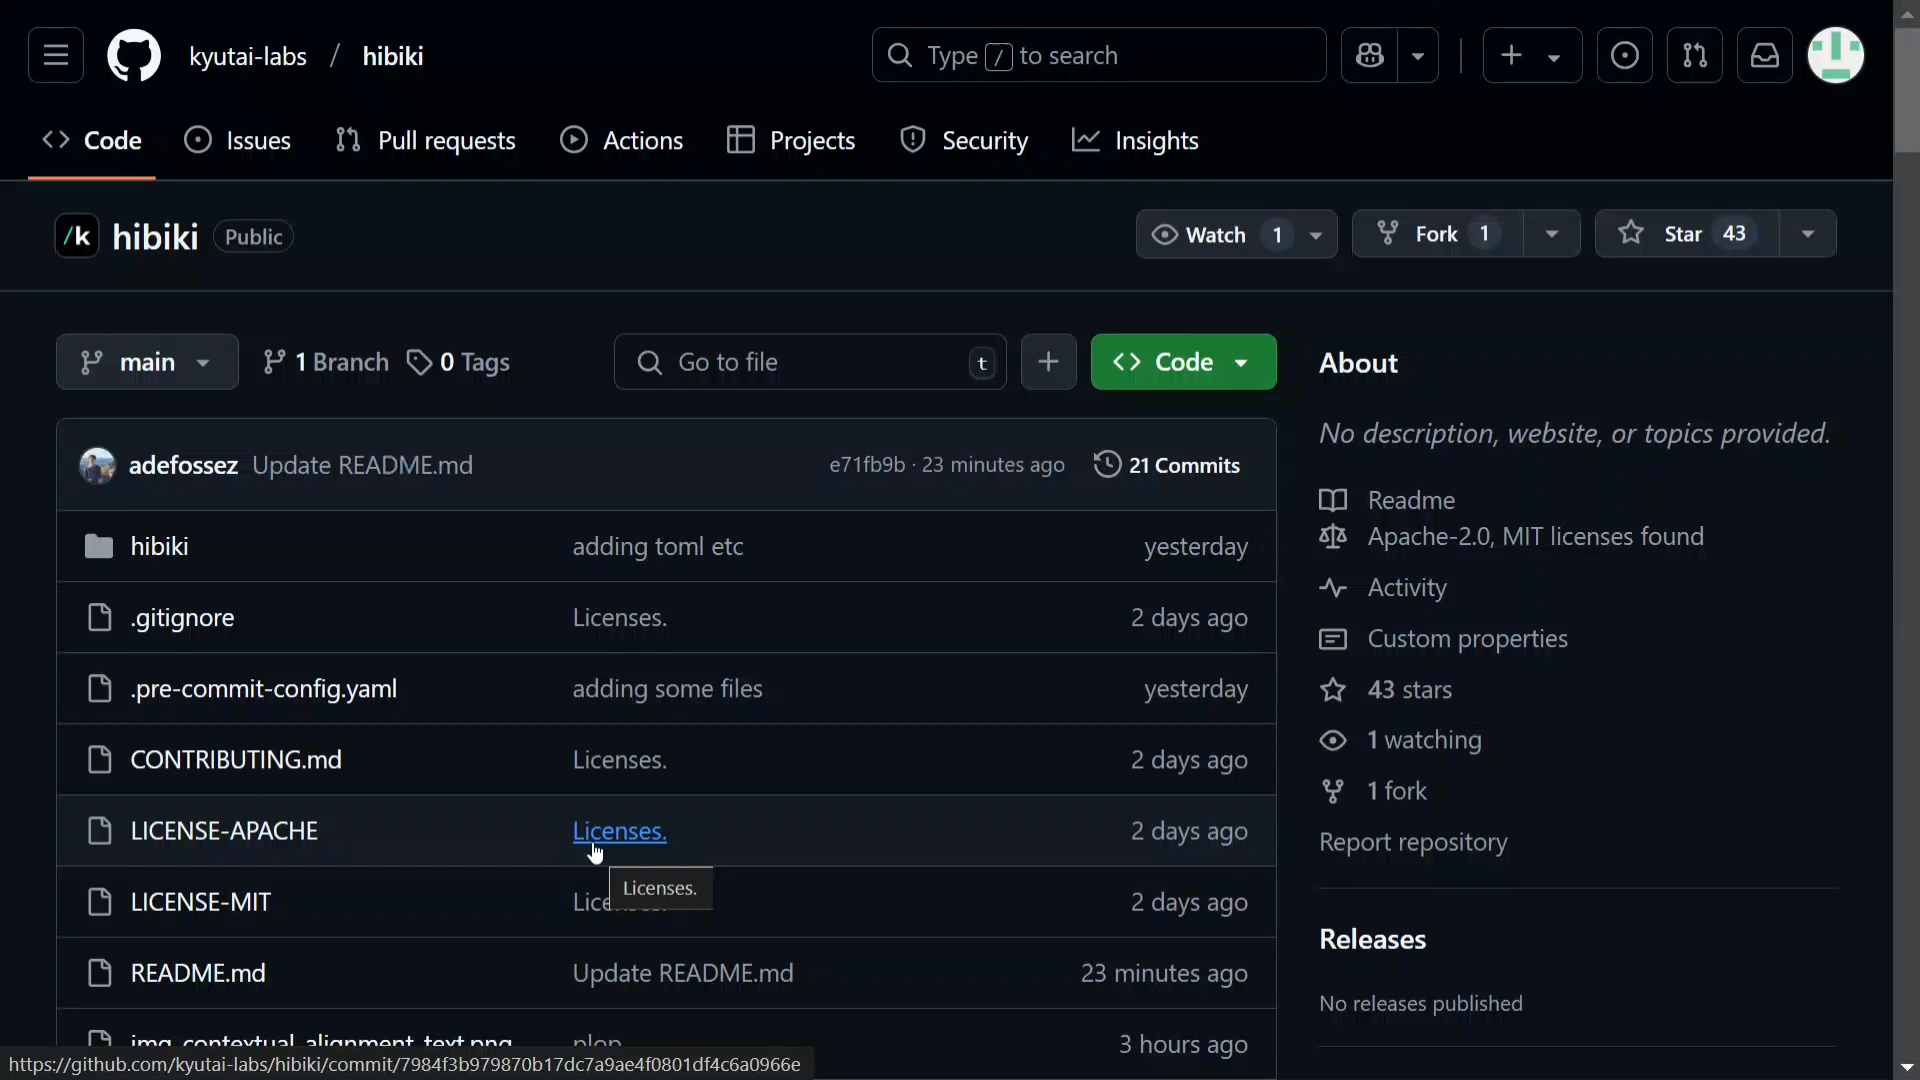 kyutai-labs / hibiki
Type / to search
Code
Issues
Pull requests
Actions
Projects
Security
Insights
/k hibiki Public
Watch 1
Fork 1
Star 43
main
1 Branch
0 Tags
Go to file t
Code
adefossez Update README.md e71fb9b · 23 minutes ago 21 Commits
hibiki adding toml etc yesterday
.gitignore Licenses. 2 days ago
.pre-commit-config.yaml adding some files yesterday
CONTRIBUTING.md Licenses. 2 days ago
LICENSE-APACHE Licenses. 2 days ago
Licenses.
LICENSE-MIT 2 days ago
README.md Update README.md 23 minutes ago
img_contextual_alignment_text.png plop 3 hours ago
https://github.com/kyutai-labs/hibiki/commit/7984f3b979870b17dc7a9ae4f0801df4c6a0966e
About
No description, website, or topics provided.
Readme
Apache-2.0, MIT licenses found
Activity
Custom properties
43 stars
1 watching
1 fork
Report repository
Releases
No releases published